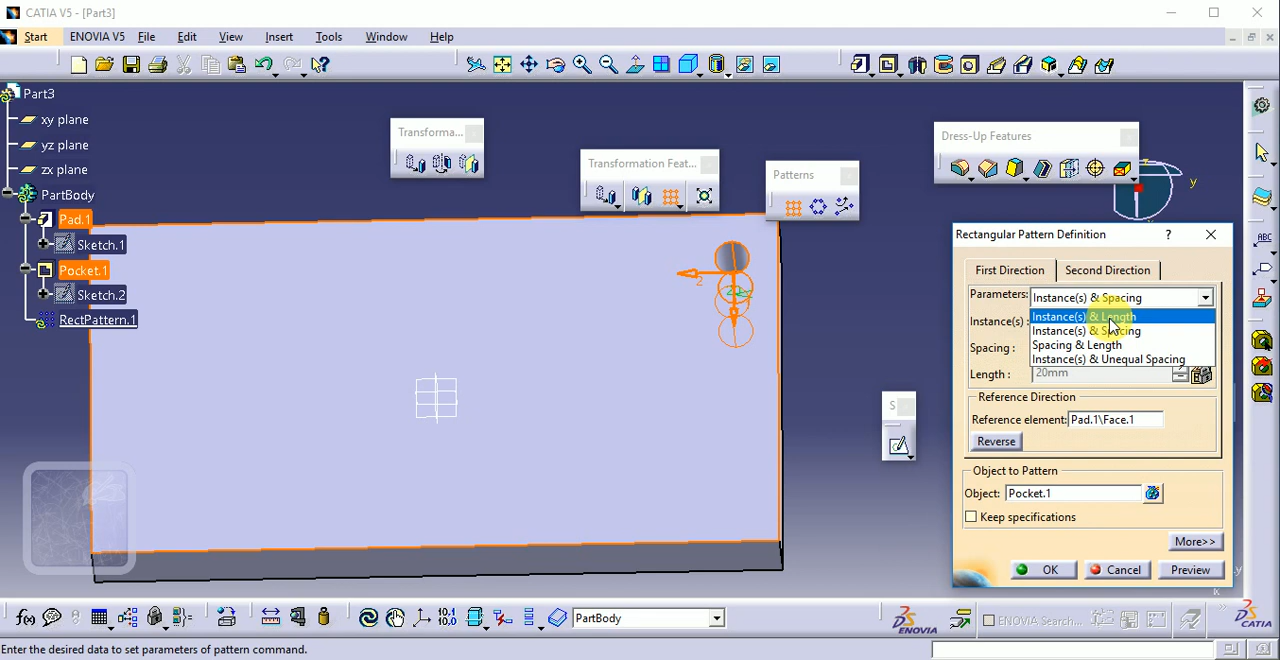 CATIA V5 - [Part3]
Start ENOVIA V5 File Edit View Insert Tools Window Help
Part3
xy plane
yz plane
zx plane
PartBody
Pad.1
Sketch.1
Pocket.1
Sketch.2
RectPattern.1
Transforma...
Transformation Feat...
Patterns
Dress-Up Features
y
2
S
Rectangular Pattern Definition ?
First Direction Second Direction
Parameters: Instance(s) & Spacing
Instance(s) & Length
Instance(s) : Instance(s) & Spacing
Spacing : Spacing & Length
Instance(s) & Unequal Spacing
Length : 20mm
Reference Direction
Reference element: Pad.1\Face.1
Reverse
Object to Pattern
Object: Pocket.1
Keep specifications
More>>
OK Cancel Preview
PartBody
ENOVIA Search...
ENOVIA
CATIA
Enter the desired data to set parameters of pattern command.